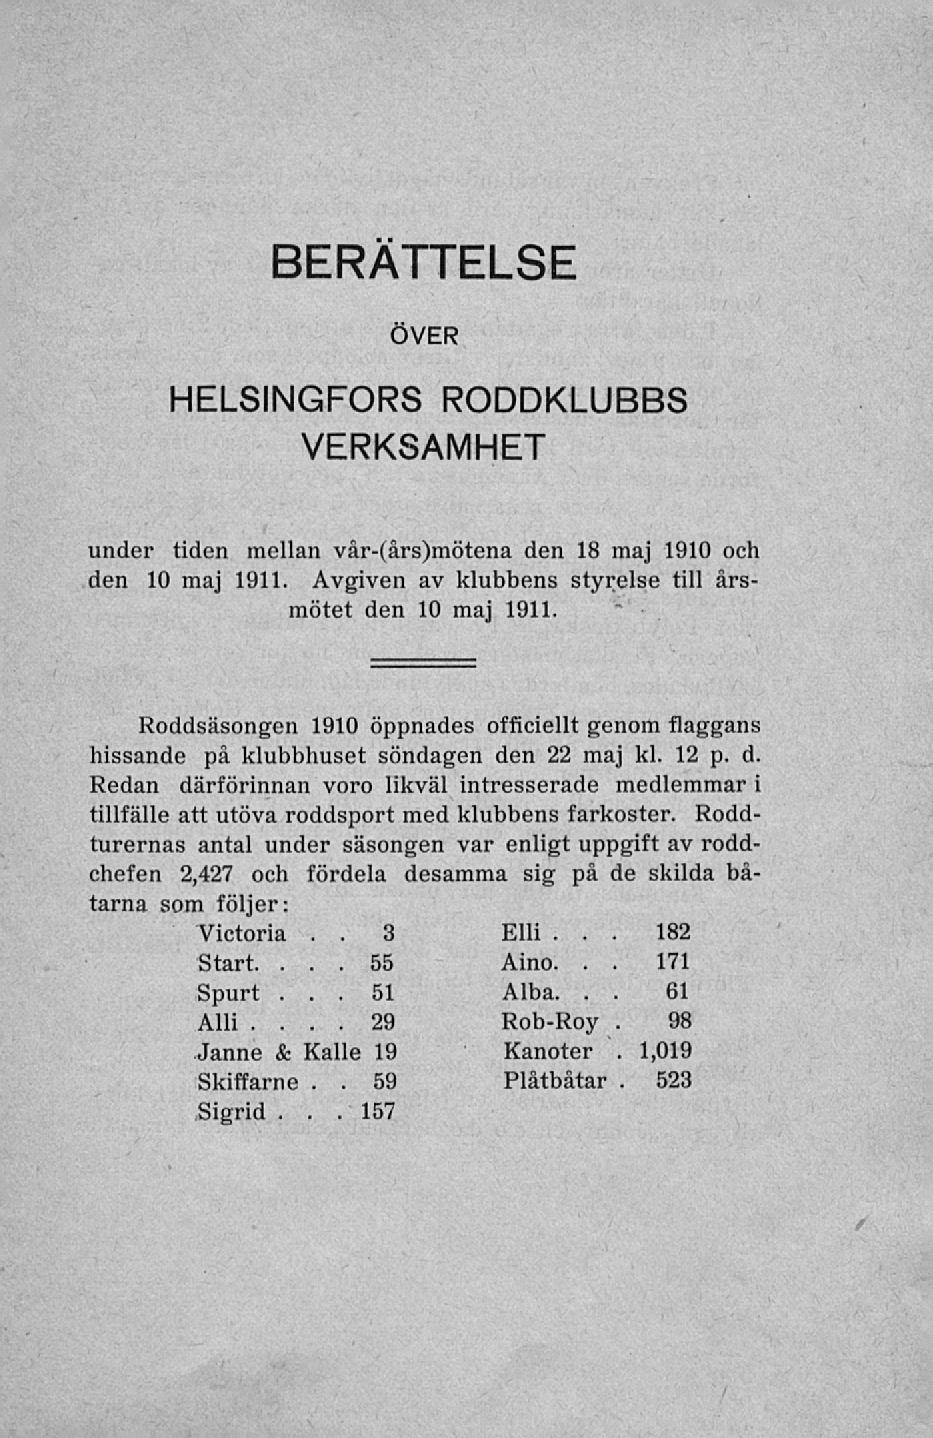 BERÄTTELSE
ÖVER
HELSINGFORS RODDKLUBBS
VERKSAMHET
under tiden mellan vår-(års)mötena den 18 maj 1910 och
den 10 maj 1911. Avgiven av klubbens styrelse till års-
mötet den 10 maj 1911.
Roddsäsongen 1910 öppnades officiellt genom flaggans
hissande på klubbhuset söndagen den 22 maj kl. 12 p. d.
Redan därförinnan voro likväl intresserade medlemmar i
tillfälle att utöva roddsport med klubbens farkoster. Rodd-
turernas antal under säsongen var enligt uppgift av rodd-
chefen 2,427 och fördela desamma sig på de skilda bå-
tarna som följer:
Victoria . . 3
Start. . . . 55
Spurt . . . 51
Alli . . . . 29
Janne & Kalle 19
Skiffarne . . 59
Sigrid . . . 157
Elli . . . 182
Aino. . . 171
Alba. . . 61
Rob-Roy . 98
Kanoter . 1,019
Plåtbåtar . 523